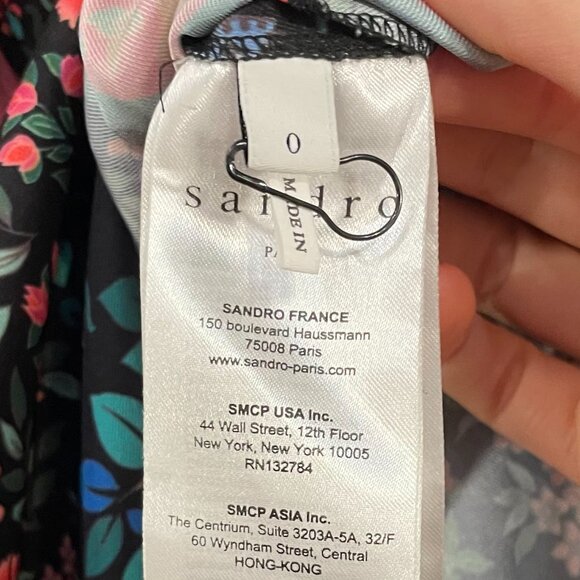 0
sandro
MADE IN
SANDRO FRANCE
150 boulevard Haussmann
75008 Paris
www.sandro-paris.com
SMCP USA Inc.
44 Wall Street, 12th Floor
New York, New York 10005
RN132784
SMCP ASIA Inc.
The Centrium, Suite 3203A-5A, 32/F
60 Wyndham Street, Central
HONG-KONG